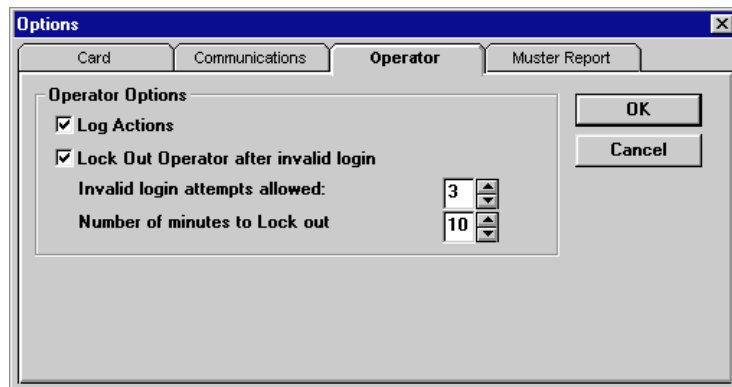 Options
Card Communications Operator Muster Report
Operator Options
Log Actions
Lock Out Operator after invalid login
Invalid login attempts allowed: 3
Number of minutes to Lock out 10
OK
Cancel